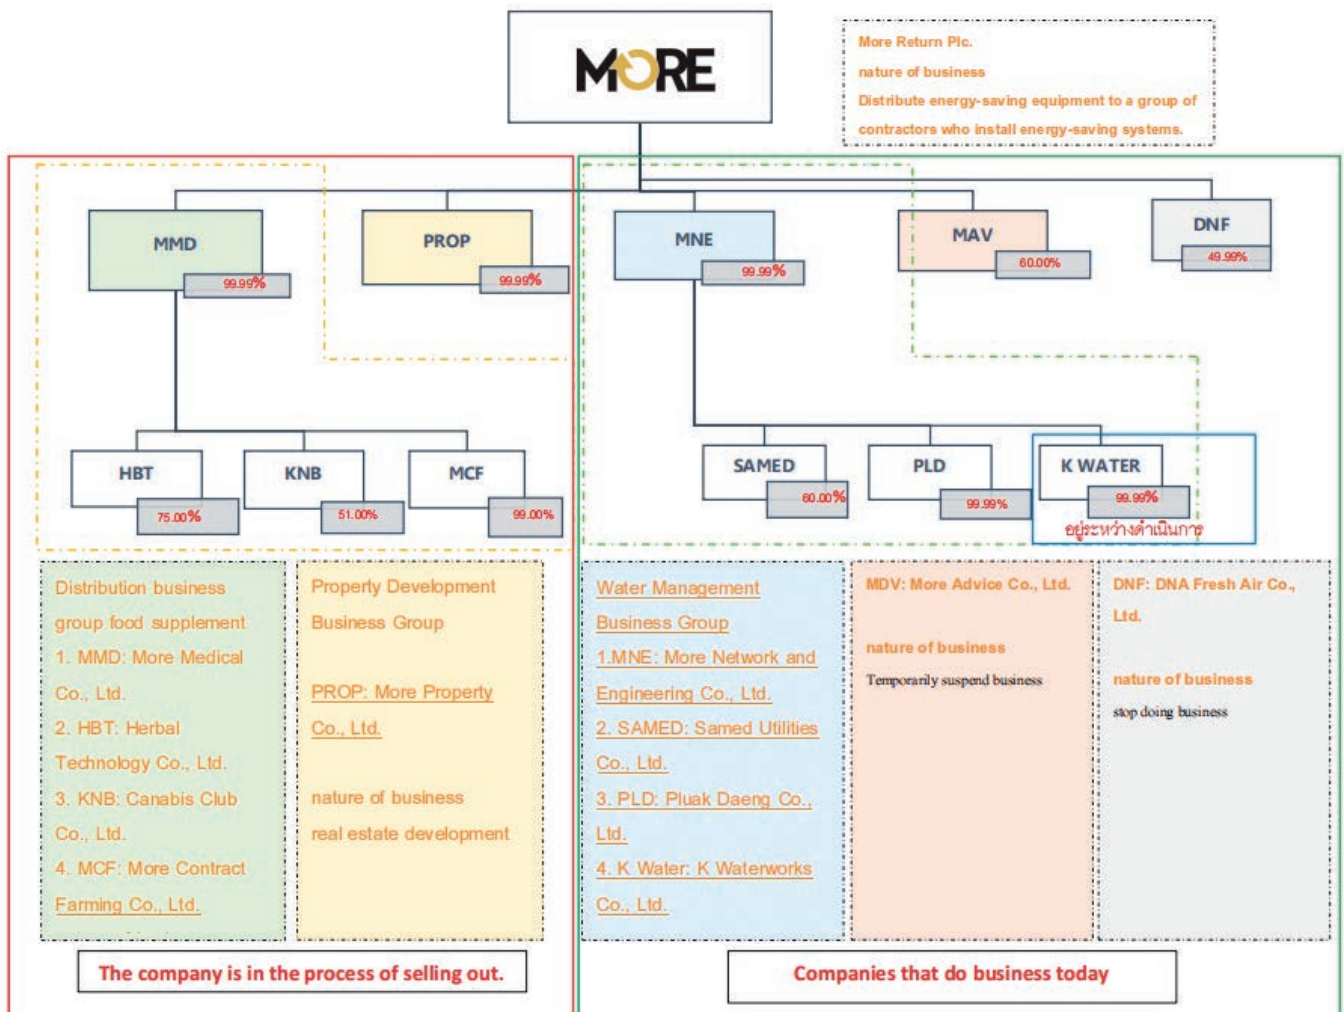 MORE
More Return Plc.
nature of business
Distribute energy-saving equipment to a group of
contractors who install energy-saving systems.
MMD
99.99%
PROP
99.99%
MNE
99.99%
MAV
60.00%
DNF
49.99%
HBT
75.00%
KNB
51.00%
MCF
99.00%
SAMED
60.00%
PLD
99.99%
K WATER
99.99%
อยู่ระหว่างดำเนินการ
Distribution business
group food supplement
1. MMD: More Medical
Co., Ltd.
2. HBT: Herbal
Technology Co., Ltd.
3. KNB: Canabis Club
Co., Ltd.
4. MCF: More Contract
Farming Co., Ltd.
Property Development
Business Group
PROP: More Property
Co., Ltd.
nature of business
real estate development
Water Management
Business Group
1.MNE: More Network and
Engineering Co., Ltd.
2. SAMED: Samed Utilities
Co., Ltd.
3. PLD: Pluak Daeng Co.,
Ltd.
4. K Water: K Waterworks
Co., Ltd.
MDV: More Advice Co., Ltd.
nature of business
Temporarily suspend business
DNF: DNA Fresh Air Co.,
Ltd.
nature of business
stop doing business
The company is in the process of selling out.
Companies that do business today